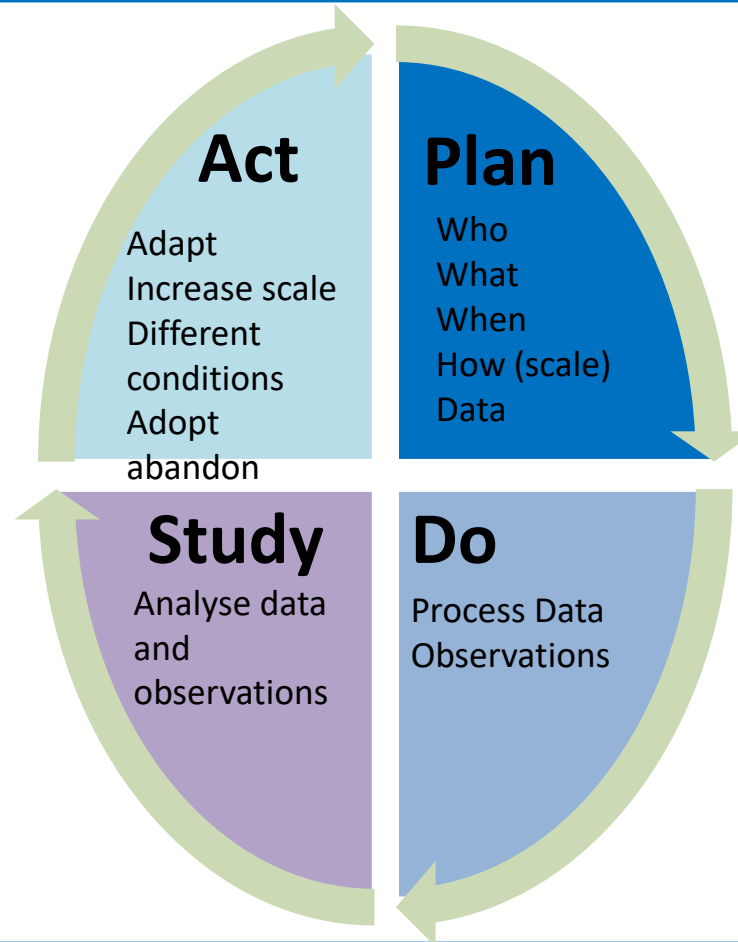 Act
Adapt
Increase scale
Different
conditions
Adopt
abandon
Plan
Who
What
When
How (scale)
Data
Study
Analyse data
and
observations
Do
Process Data
Observations